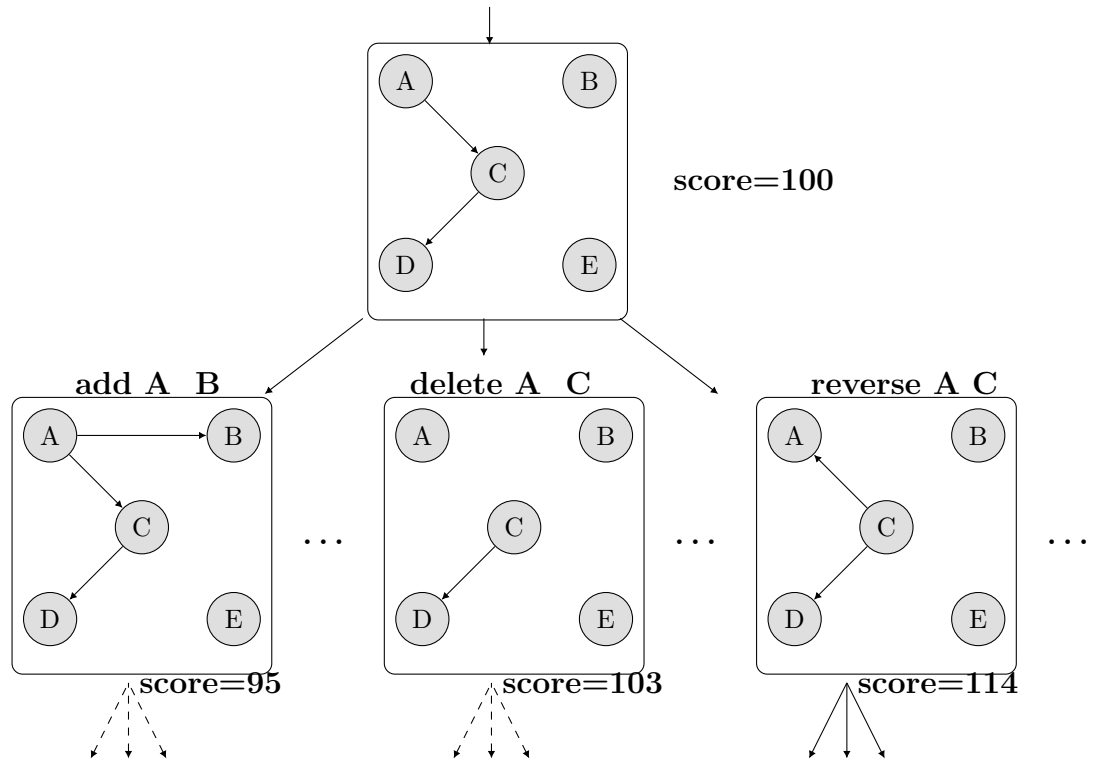 A B
C
score=100
D E
add A B
delete A C
reverse A C
A B
A B
A B
C
C
C
...
...
...
D E
D E
D E
score=95
score=103
score=114